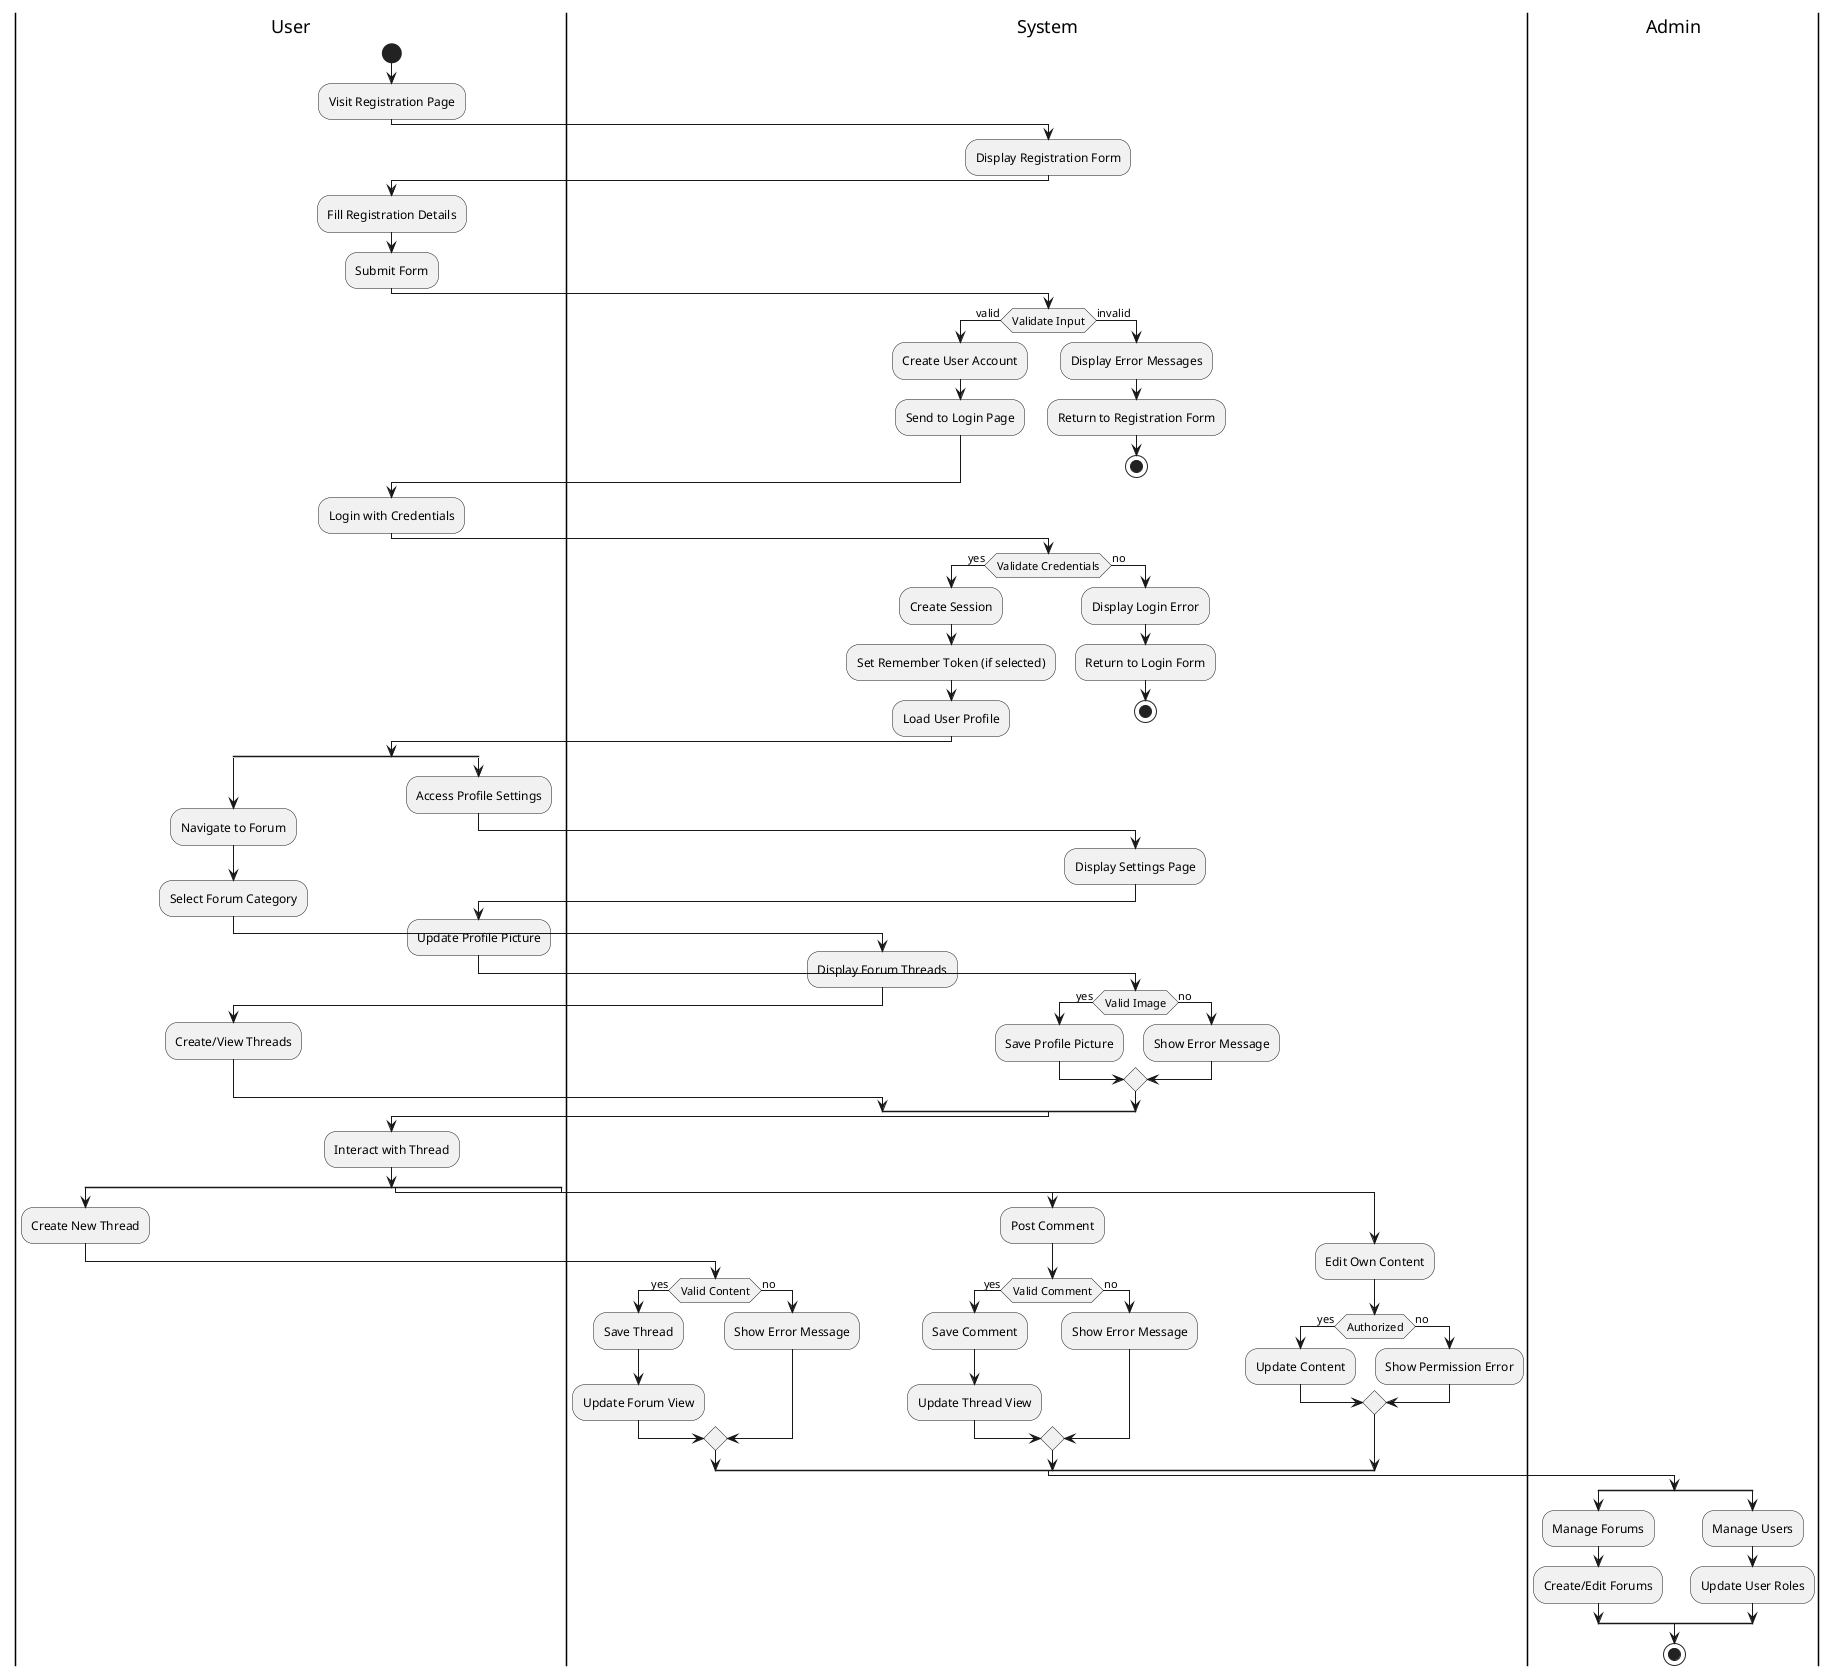 User
System
Admin
Visit Registration Page
Display Registration Form
Fill Registration Details
Submit Form
valid
Validate Input
invalid
Create User Account
Display Error Messages
Send to Login Page
Return to Registration Form
Login with Credentials
yes
Validate Credentials
no
Create Session
Display Login Error
Set Remember Token (if selected)
Return to Login Form
Load User Profile
Access Profile Settings
Navigate to Forum
Display Settings Page
Select Forum Category
Update Profile Picture
Display Forum Threads
yes
Valid Image
no
Create/View Threads
Save Profile Picture
Show Error Message
Interact with Thread
Create New Thread
Post Comment
Edit Own Content
yes
Valid Content
no
yes
Valid Comment
no
yes
Authorized
no
Save Thread
Show Error Message
Save Comment
Show Error Message
Update Content
Show Permission Error
Update Forum View
Update Thread View
Manage Forums
Manage Users
Create/Edit Forums
Update User Roles